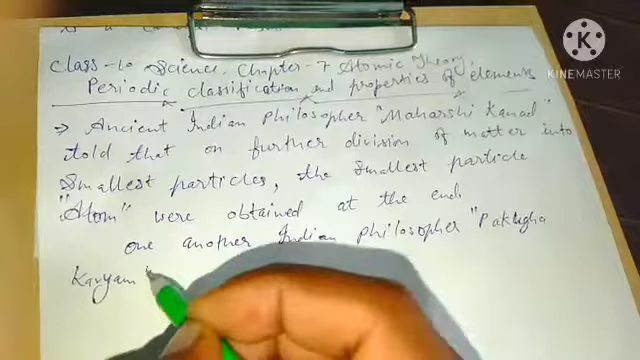 KINEMASTER
Class-10 Science, Chapter-7 Atomic Theory,
Periodic classification and properties of elements
→ Ancient Indian Philosopher "Maharshi Kanad"
told that on further division of matter into
smallest particles, the smallest particle
"Atom" were obtained at the end.
one another Indian philosopher "Pakugha
Karyam"